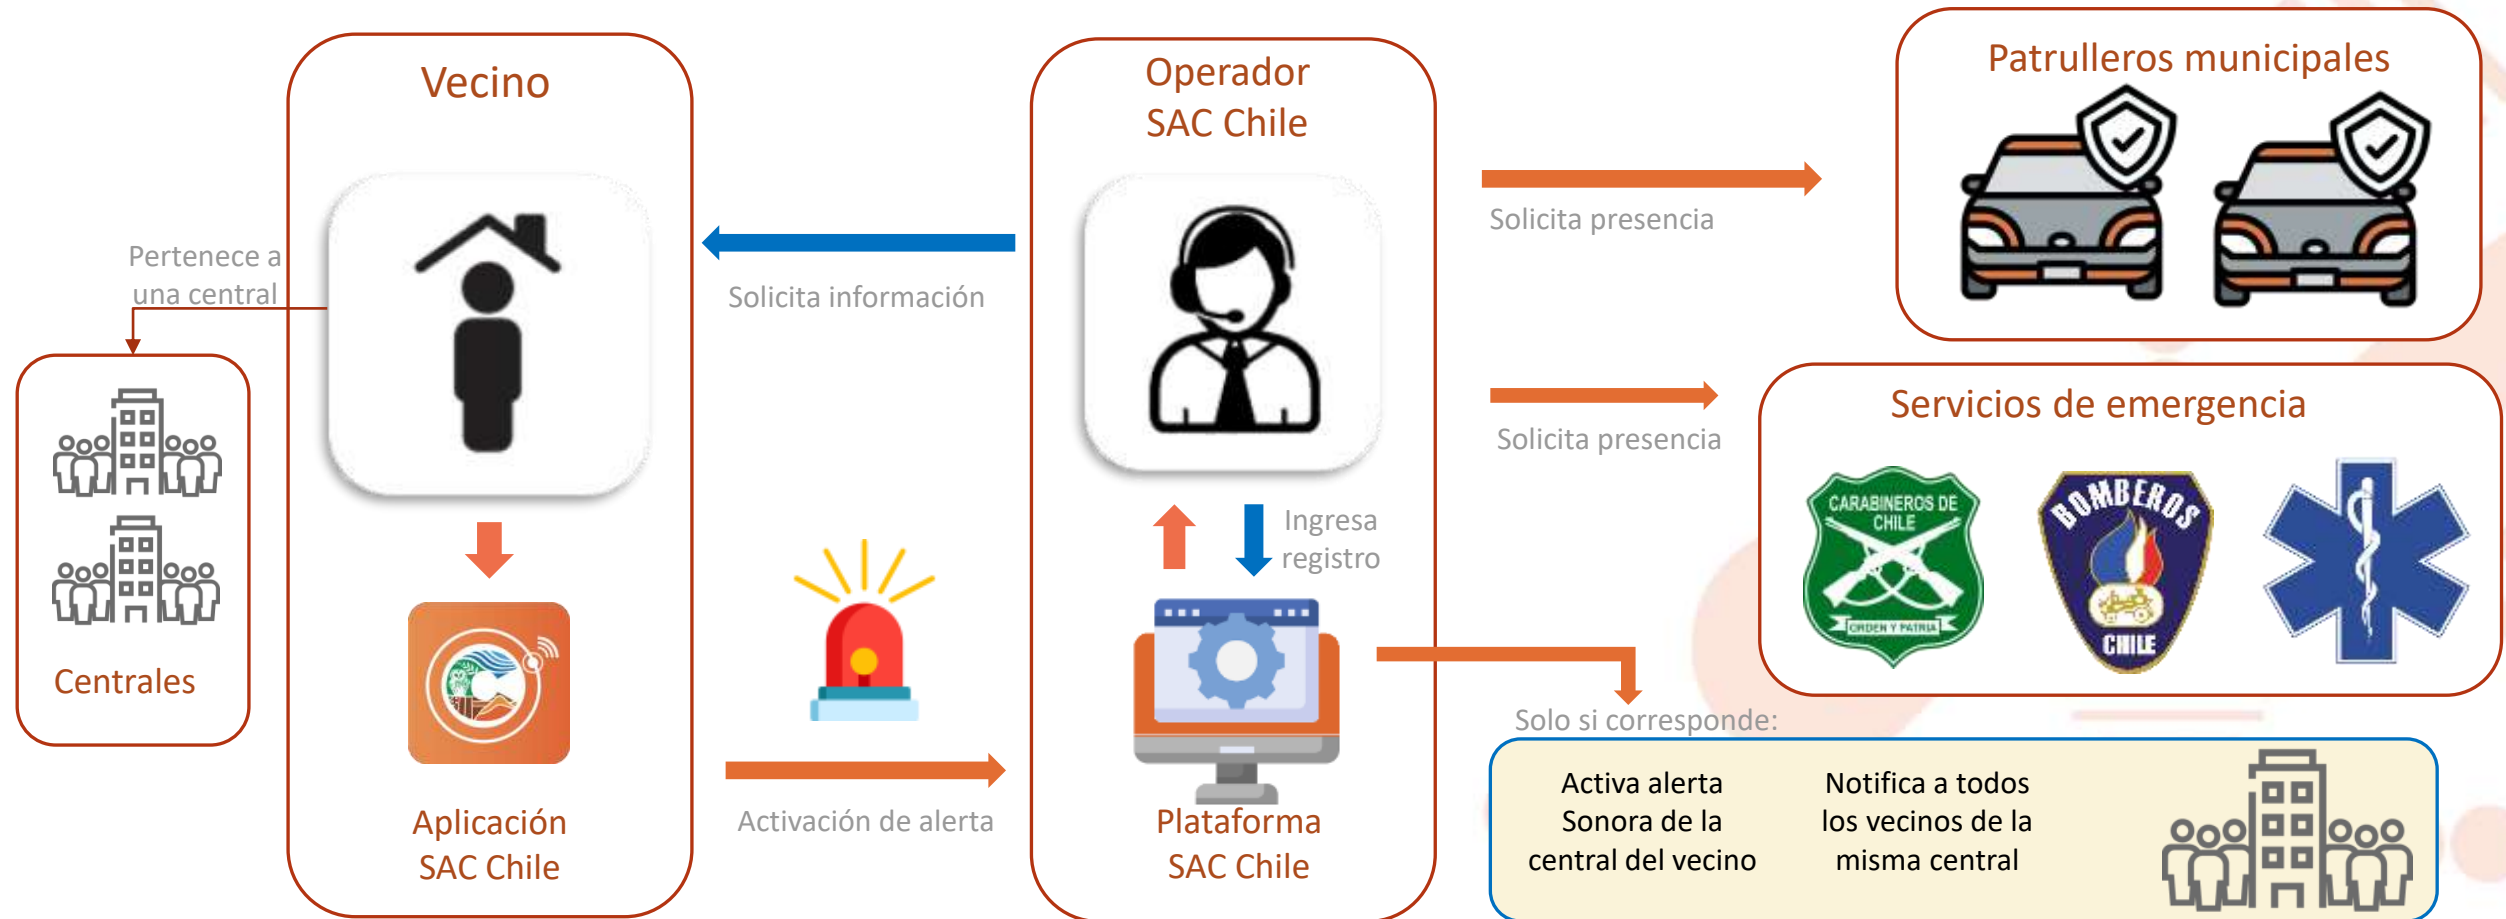 Vecino
Pertenece a
una central
Centrales
Aplicación
SAC Chile
Solicita información
Activación de alerta
Operador
SAC Chile
Ingresa
registro
Plataforma
SAC Chile
Solicita presencia
Patrulleros municipales
Solicita presencia
Servicios de emergencia
CARABINEROS DE
CHILE
ORDEN Y PATRIA
BOMBEROS
CHILE
Solo si corresponde:
Activa alerta
Sonora de la
central del vecino
Notifica a todos
los vecinos de la
misma central